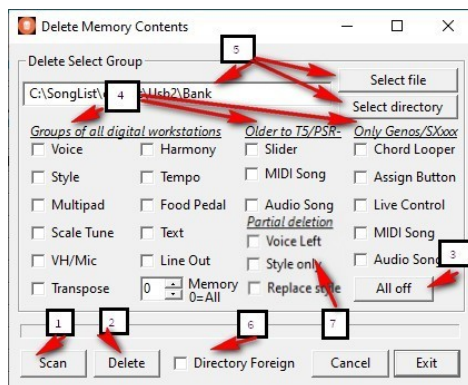 Delete Memory Contents
Delete Select Group
5
Select file
C:\SongList\ \Usb2\Bank
4
Select directory
Groups of all digital workstations Older to T5/PSR- Only Genos/SXxxx
Voice Harmony Slider Chord Looper
Style Tempo MIDI Song Assign Button
Multipad Food Pedal Audio Song Live Control
Partial deletion
Scale Tune Text Voice Left MIDI Song
VH/Mic Line Out Style only Audio Song 3
Transpose 0 Memory Replace style All off
0=All
1 2 6 7
Scan Delete Directory Foreign Cancel Exit